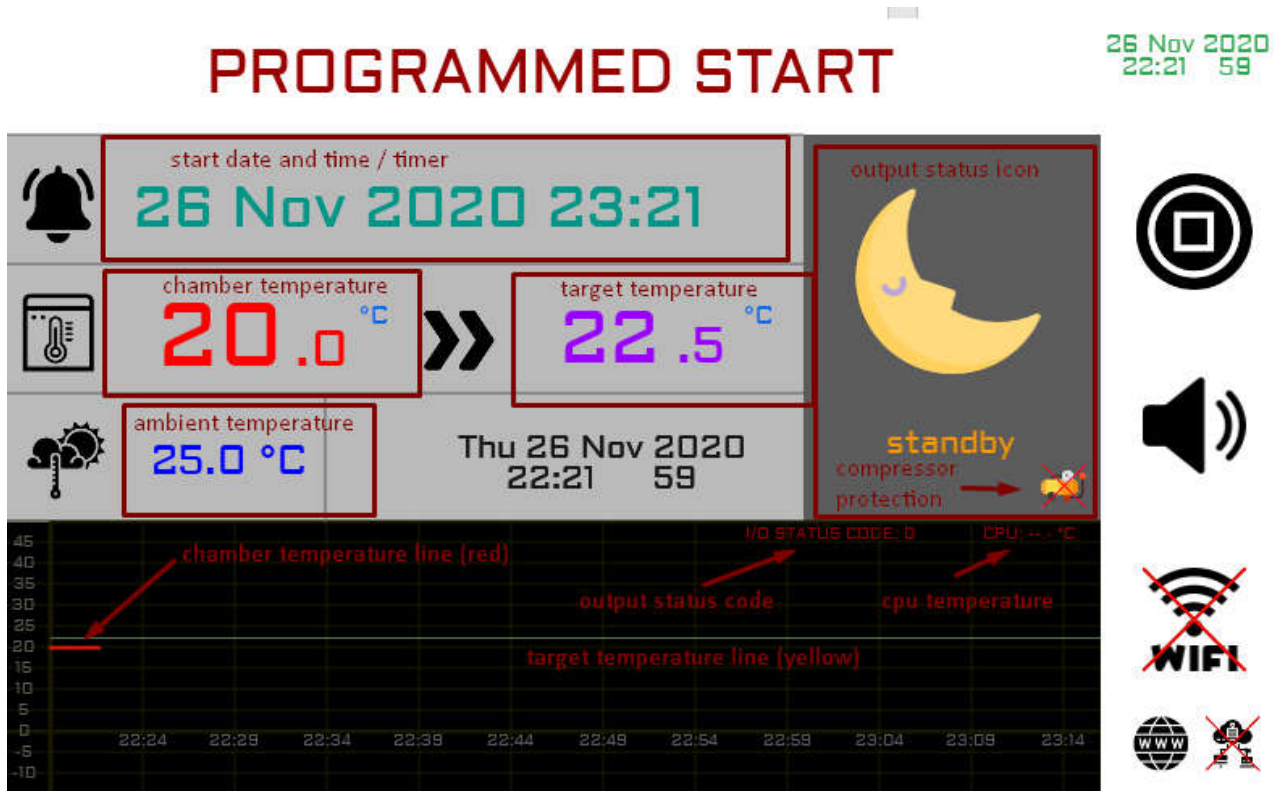 PROGRAMMED START
26 Nov 2020
22:21 59
start date and time / timer
26 Nov 2020 23:21
output status icon
chamber temperature
20.0 °C
target temperature
22.5 °C
ambient temperature
25.0 °C
Thu 26 Nov 2020
22:21 59
standby
compressor
protection
I/O STATUS CODE: 0
CPU: --.- °C
chamber temperature line (red)
output status code
cpu temperature
target temperature line (yellow)
45
40
35
30
25
20
15
10
5
0
-5
-10
22:24 22:29 22:34 22:39 22:44 22:49 22:54 22:59 23:04 23:09 23:14
WIFI
WWW